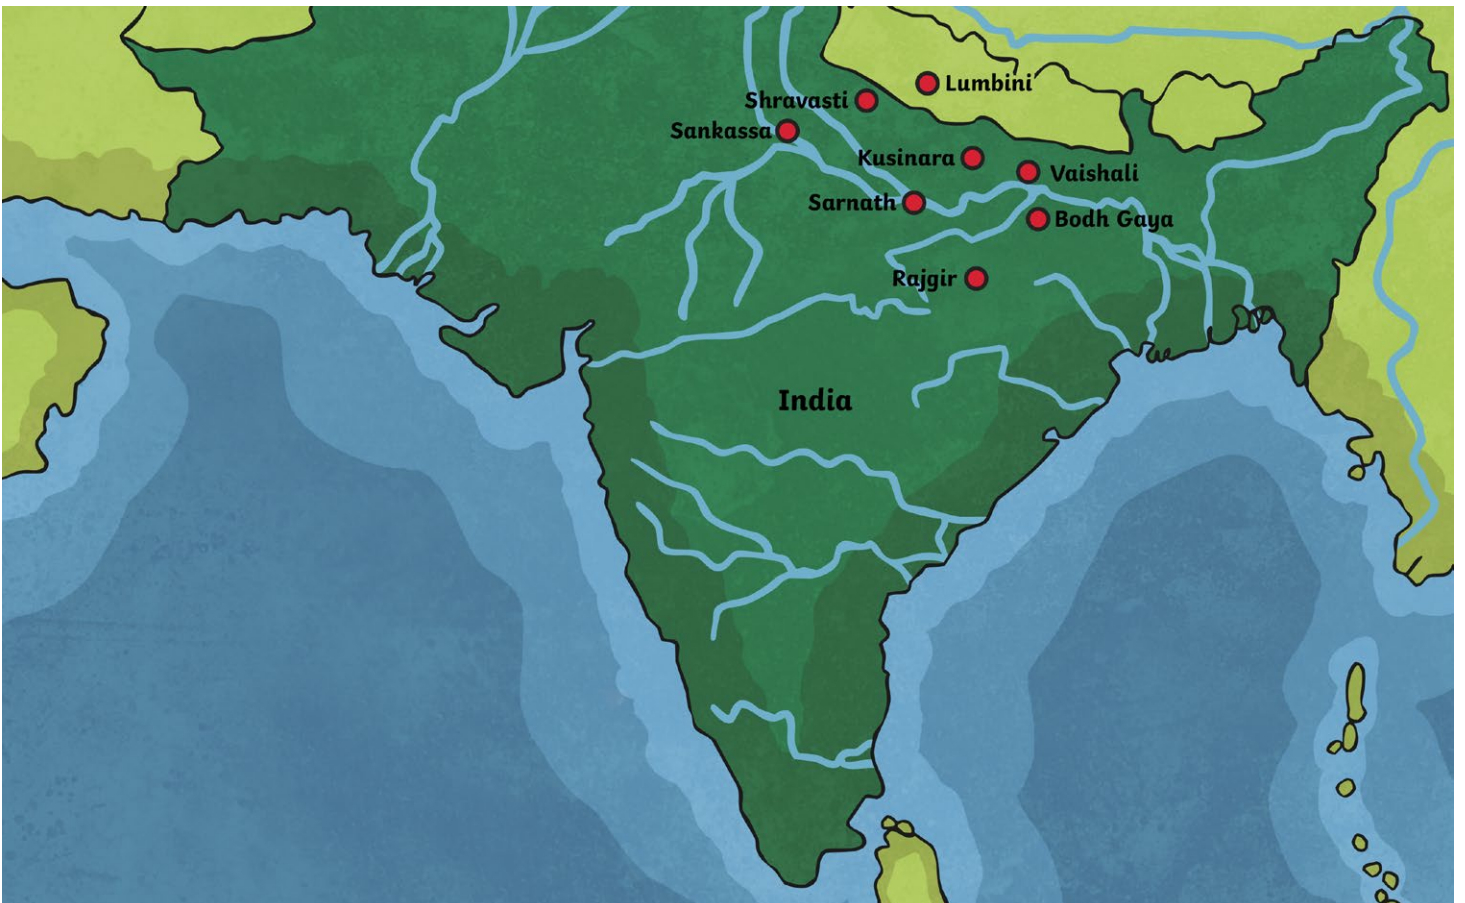 Lumbini
Shravasti
Sankassa
Kusinara
Vaishali
Sarnath
Bodh Gaya
Rajgir
India